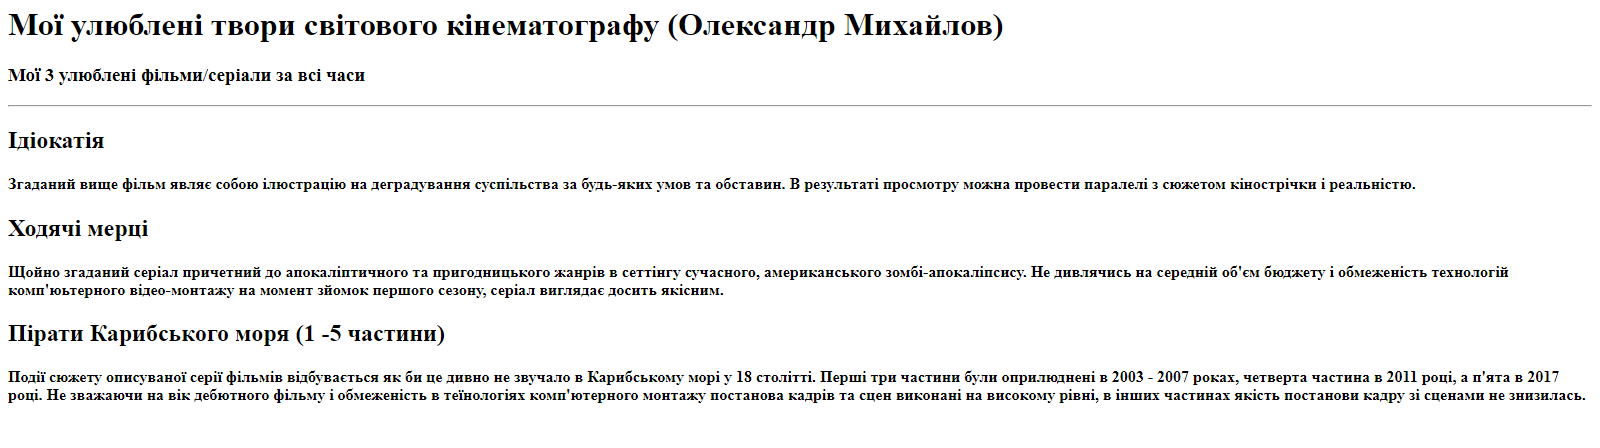 Мої улюблені твори світового кінематографу (Олександр Михайлов)
Мої 3 улюблені фільми/серіали за всі часи
Ідіокатія
Згаданий вище фільм являє собою ілюстрацію на деградування суспільства за будь-яких умов та обставин. В результаті просмотру можна провести паралелі з сюжетом кінострічки і реальністю.
Ходячі мерці
Щойно згаданий серіал причетний до апокаліптичного та пригодницького жанрів в сеттінгу сучасного, американського зомбі-апокаліпсису. Не дивлячись на середній об'єм бюджету і обмеженість технологій
комп'юьтерного відео-монтажу на момент зйомок першого сезону, серіал виглядає досить якісним.
Пірати Карибського моря (1 -5 частини)
Події сюжету описуваної серії фільмів відбувається як би це дивно не звучало в Карибському морі у 18 столітті. Перші три частини були оприлюднені в 2003 - 2007 роках, четверта частина в 2011 році, а п'ята в 2017
році. Не зважаючи на вік дебютного фільму і обмеженість в теїнологіях комп'ютерного монтажу постанова кадрів та сцен виконані на високому рівні, в інших частинах якість постанови кадру зі сценами не знизилась.